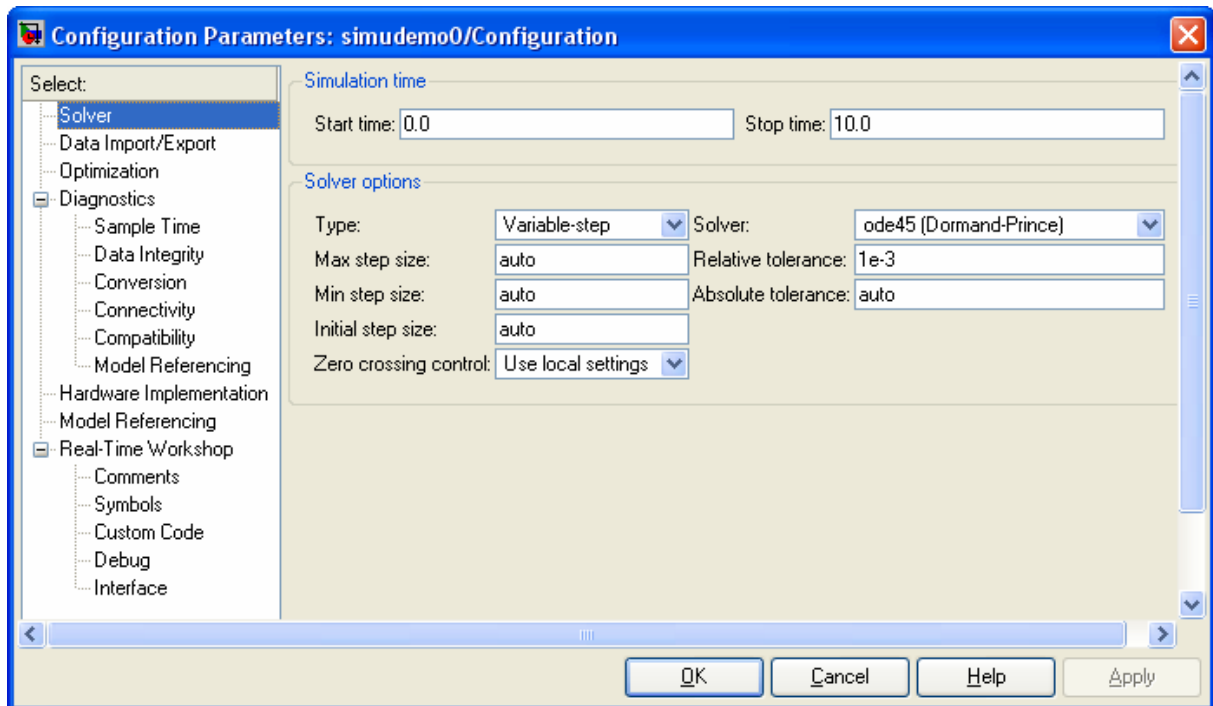 Configuration Parameters: simudemo0/Configuration
Select:
Solver
Data Import/Export
Optimization
Diagnostics
Sample Time
Data Integrity
Conversion
Connectivity
Compatibility
Model Referencing
Hardware Implementation
Model Referencing
Real-Time Workshop
Comments
Symbols
Custom Code
Debug
Interface
Simulation time
Start time: 0.0 Stop time: 10.0
Solver options
Type: Variable-step Solver: ode45 (Dormand-Prince)
Max step size: auto Relative tolerance: 1e-3
Min step size: auto Absolute tolerance: auto
Initial step size: auto
Zero crossing control: Use local settings
OK Cancel Help Apply